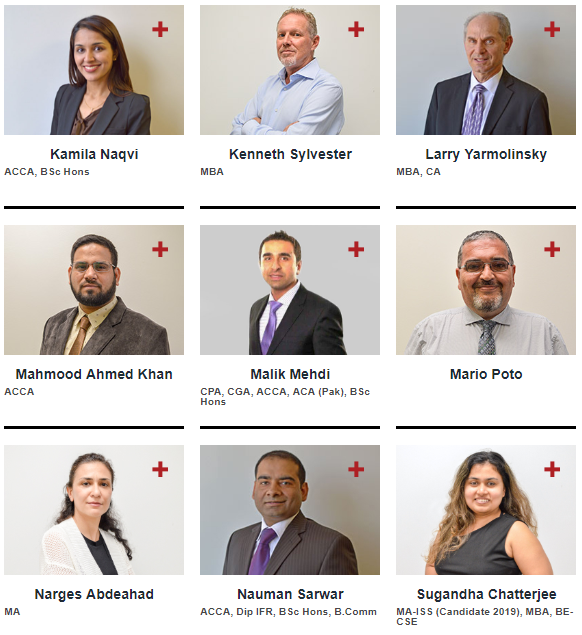 Kamila Naqvi
ACCA, BSc Hons
Kenneth Sylvester
MBA
Larry Yarmolinsky
MBA, CA
Mahmood Ahmed Khan
ACCA
Malik Mehdi
CPA, CGA, ACCA, ACA (Pak), BSc
Hons
Mario Poto
Narges Abdeahad
MA
Nauman Sarwar
ACCA, Dip IFR, BSc Hons, B.Comm
Sugandha Chatterjee
MA-ISS (Candidate 2019), MBA, BE-
CSE